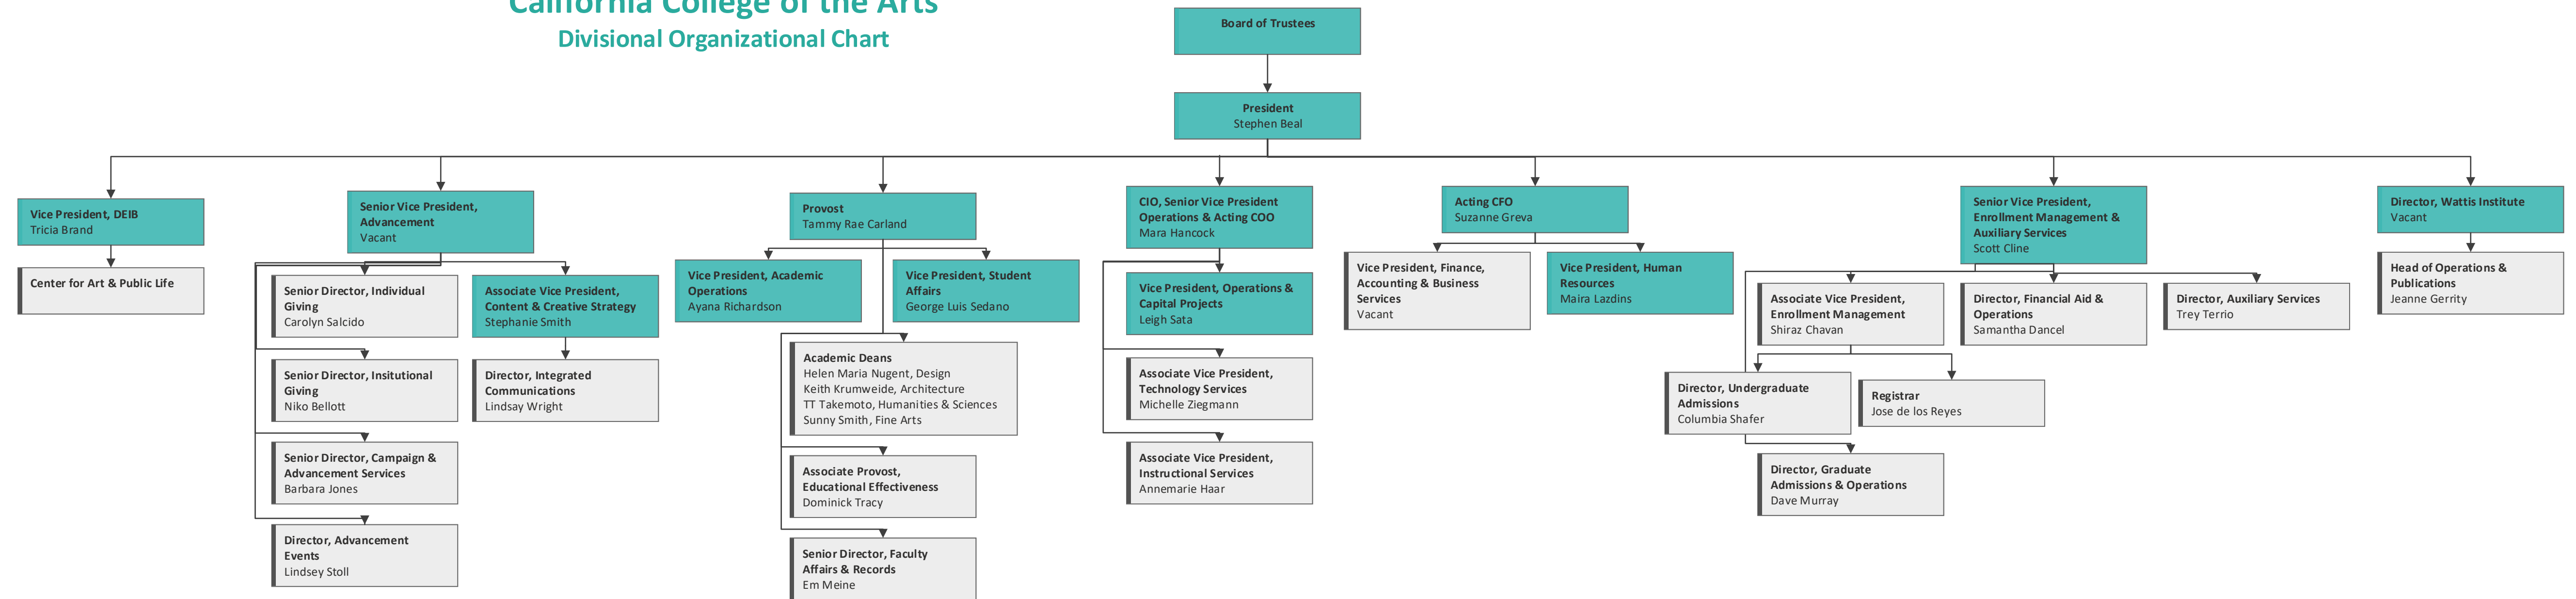 California College of the Arts
Divisional Organizational Chart
Board of Trustees
President
Stephen Beal
Vice President, DEIB
Tricia Brand
Center for Art & Public Life
Senior Vice President,
Advancement
Vacant
Senior Director, Individual
Giving
Carolyn Salcido
Senior Director, Insitutional
Giving
Niko Bellott
Senior Director, Campaign &
Advancement Services
Barbara Jones
Director, Advancement
Events
Lindsey Stoll
Associate Vice President,
Content & Creative Strategy
Stephanie Smith
Director, Integrated
Communications
Lindsay Wright
Provost
Tammy Rae Carland
Vice President, Academic
Operations
Ayana Richardson
Vice President, Student
Affairs
George Luis Sedano
Academic Deans
Helen Maria Nugent, Design
Keith Krumweide, Architecture
TT Takemoto, Humanities & Sciences
Sunny Smith, Fine Arts
Associate Provost,
Educational Effectiveness
Dominick Tracy
Senior Director, Faculty
Affairs & Records
Em Meine
CIO, Senior Vice President
Operations & Acting COO
Mara Hancock
Vice President, Operations &
Capital Projects
Leigh Sata
Associate Vice President,
Technology Services
Michelle Ziegmann
Associate Vice President,
Instructional Services
Annemarie Haar
Acting CFO
Suzanne Greva
Vice President, Finance,
Accounting & Business
Services
Vacant
Vice President, Human
Resources
Maira Lazdins
Senior Vice President,
Enrollment Management &
Auxiliary Services
Scott Cline
Associate Vice President,
Enrollment Management
Shiraz Chavan
Director, Financial Aid &
Operations
Samantha Dancel
Director, Auxiliary Services
Trey Terrio
Director, Undergraduate
Admissions
Columbia Shafer
Registrar
Jose de los Reyes
Director, Graduate
Admissions & Operations
Dave Murray
Director, Wattis Institute
Vacant
Head of Operations &
Publications
Jeanne Gerrity